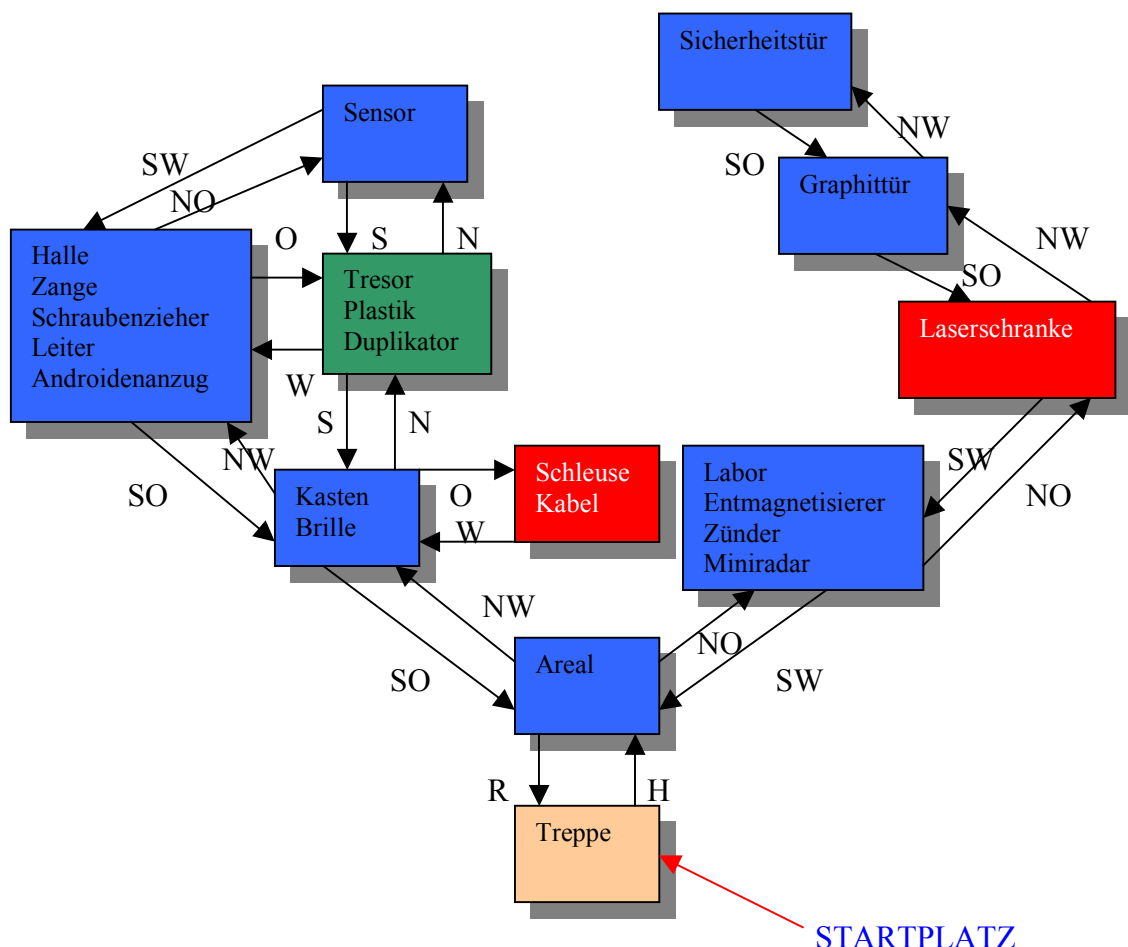 Sicherheitstür
Sensor
NW
SW
SO
NO
Graphittür
O
S
N
NW
Halle
Zange
Schraubenzieher
Leiter
Androidenanzug
Tresor
Plastik
Duplikator
SO
Laserschranke
W
S
N
NW
SO
Kasten
Brille
O
W
Schleuse
Kabel
Labor
Entmagnetisierer
Zünder
Miniradar
SW
NO
NW
SO
Areal
NO
SW
R
H
Treppe
STARTPLATZ